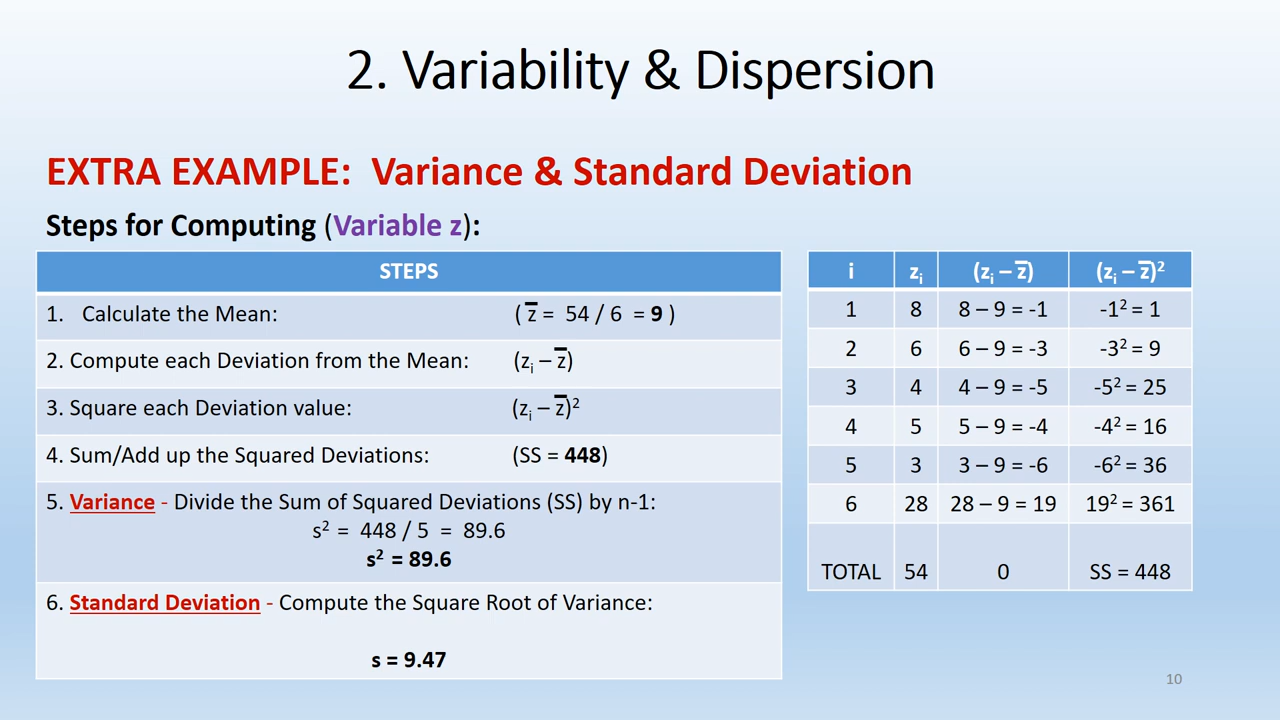 2. Variability & Dispersion
EXTRA EXAMPLE: Variance & Standard Deviation
Steps for Computing (Variable z):
STEPS
1. Calculate the Mean: ( z̅ = 54 / 6 = 9 )
2. Compute each Deviation from the Mean: (zᵢ – z̅)
3. Square each Deviation value: (zᵢ – z̅)²
4. Sum/Add up the Squared Deviations: (SS = 448)
5. Variance - Divide the Sum of Squared Deviations (SS) by n-1:
s² = 448 / 5 = 89.6
s² = 89.6
6. Standard Deviation - Compute the Square Root of Variance:
s = 9.47
i zᵢ (zᵢ – z̅) (zᵢ – z̅)²
1 8 8 – 9 = -1 -1² = 1
2 6 6 – 9 = -3 -3² = 9
3 4 4 – 9 = -5 -5² = 25
4 5 5 – 9 = -4 -4² = 16
5 3 3 – 9 = -6 -6² = 36
6 28 28 – 9 = 19 19² = 361
TOTAL 54 0 SS = 448
10